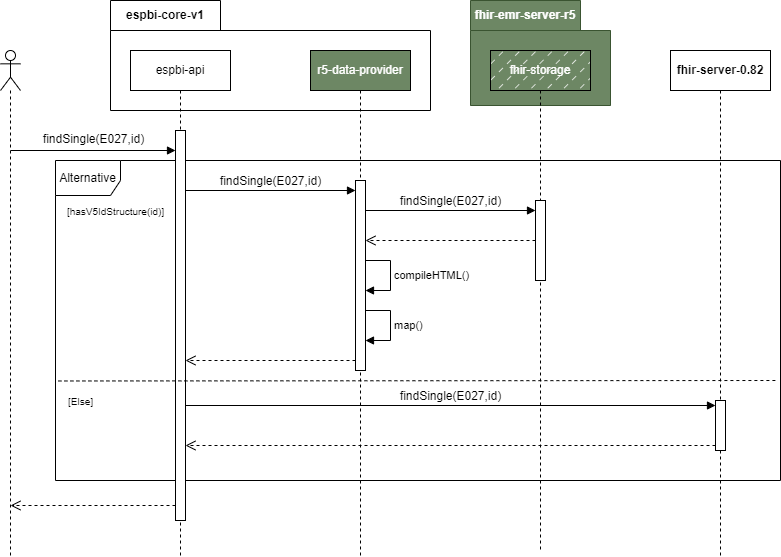 espbi-core-v1
fhir-emr-server-r5
espbi-api
r5-data-provider
fhir-storage
fhir-server-0.82
findSingle(E027,id)
Alternative
findSingle(E027,id)
findSingle(E027,id)
[hasV5IdStructure(id)]
compileHTML()
map()
[Else]
findSingle(E027,id)